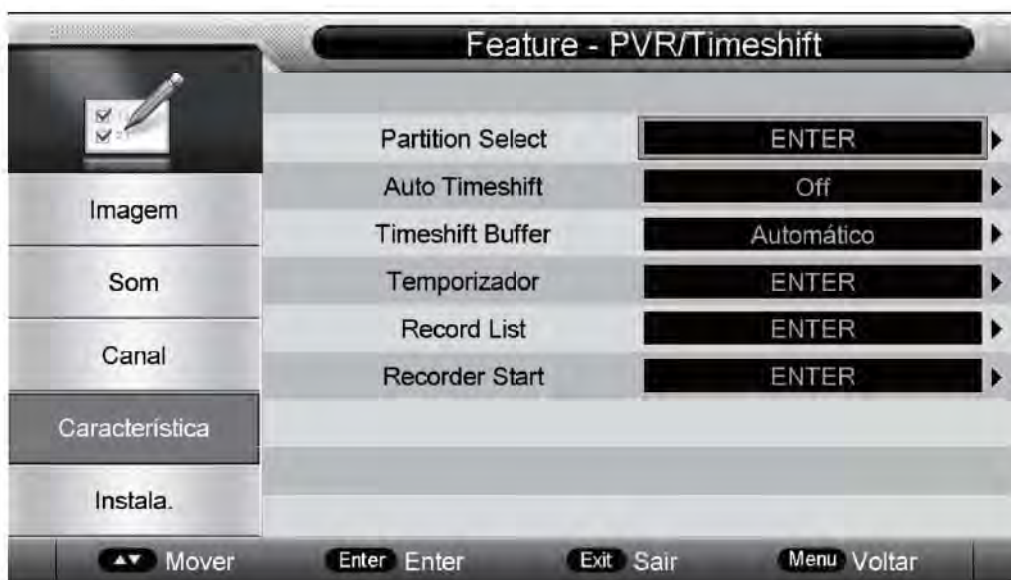 Feature - PVR/Timeshift
Imagem
Som
Canal
Característica
Instala.
Partition Select ENTER
Auto Timeshift Off
Timeshift Buffer Automático
Temporizador ENTER
Record List ENTER
Recorder Start ENTER
Mover Enter Enter Exit Sair Menu Voltar